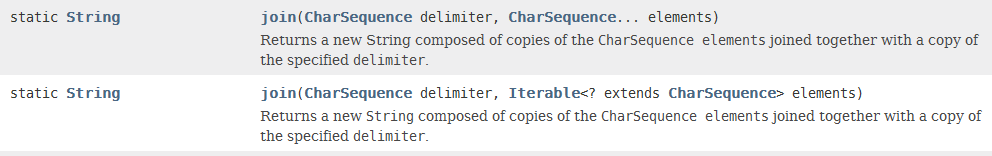 static String join(CharSequence delimiter, CharSequence... elements)
Returns a new String composed of copies of the CharSequence elements joined together with a copy of
the specified delimiter.
static String join(CharSequence delimiter, Iterable<? extends CharSequence> elements)
Returns a new String composed of copies of the CharSequence elements joined together with a copy of
the specified delimiter.